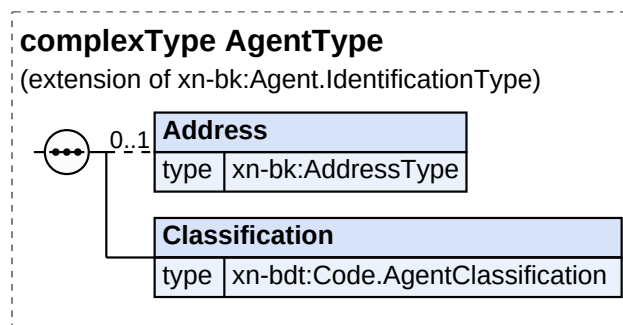 complexType AgentType
(extension of xn-bk:Agent.IdentificationType)
0..1
Address
type xn-bk:AddressType
Classification
type xn-bdt:Code.AgentClassification